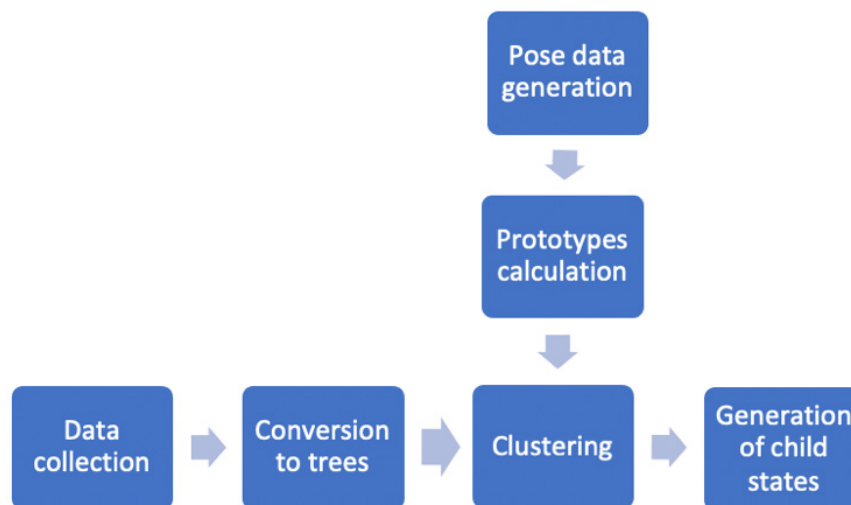 Pose data
generation
Prototypes
calculation
Data
collection
Conversion
to trees
Clustering
Generation
of child
states